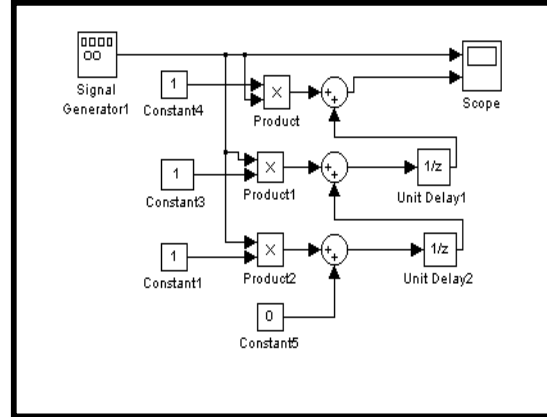 Signal
Generator1
1
Constant4
X
Product
+
+
Scope
1
Constant3
X
Product1
+
+
1/z
Unit Delay1
1
Constant1
X
Product2
+
+
1/z
Unit Delay2
0
Constant5